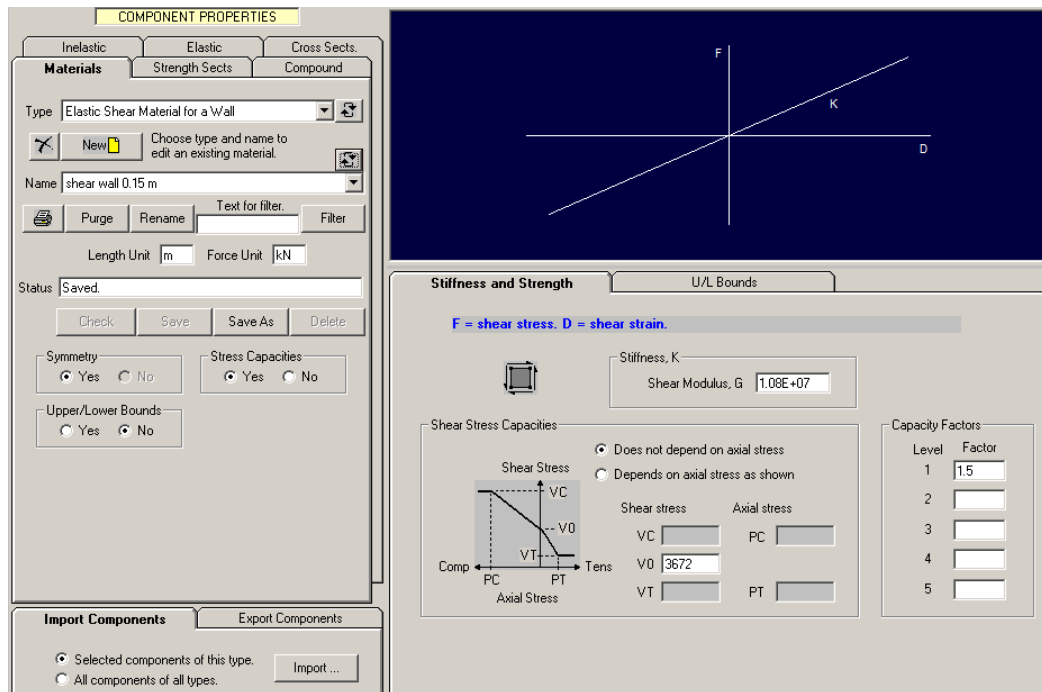 COMPONENT PROPERTIES
Inelastic Elastic Cross Sects.
Materials Strength Sects Compound
Type Elastic Shear Material for a Wall
New Choose type and name to
edit an existing material.
Name shear wall 0.15 m
Text for filter.
Purge Rename Filter
Length Unit m Force Unit kN
Status Saved.
Check Save Save As Delete
Symmetry
Yes No
Stress Capacities
Yes No
Upper/Lower Bounds
Yes No
Import Components Export Components
Selected components of this type.
All components of all types.
Import ...
F
K
D
Stiffness and Strength U/L Bounds
F = shear stress. D = shear strain.
Stiffness, K
Shear Modulus, G 1.08E+07
Shear Stress Capacities
Does not depend on axial stress
Depends on axial stress as shown
Shear Stress
VC
V0
VT
Comp Tens
PC PT
Axial Stress
Shear stress Axial stress
VC PC
V0 3672
VT PT
Capacity Factors
Level Factor
1 1.5
2
3
4
5